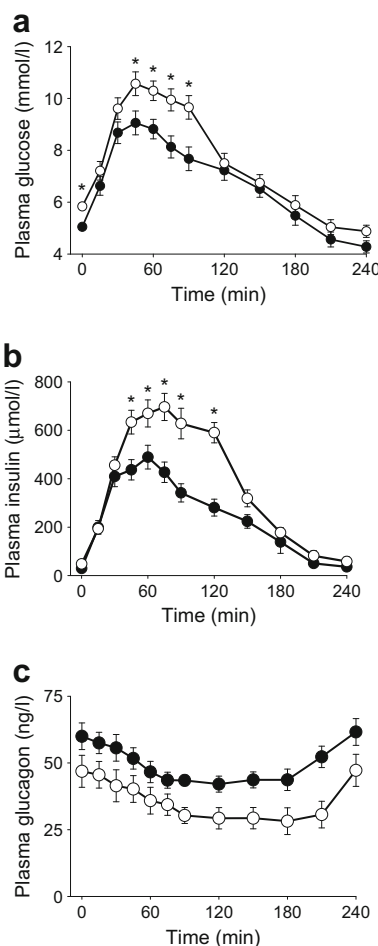 a
Plasma glucose (mmol/l)
12
10
8
6
4
* * * * *
0 60 120 180 240
Time (min)
b
Plasma insulin (µmol/l)
800
600
400
200
0
* * * * *
0 60 120 180 240
Time (min)
c
Plasma glucagon (ng/l)
75
50
25
0
0 60 120 180 240
Time (min)